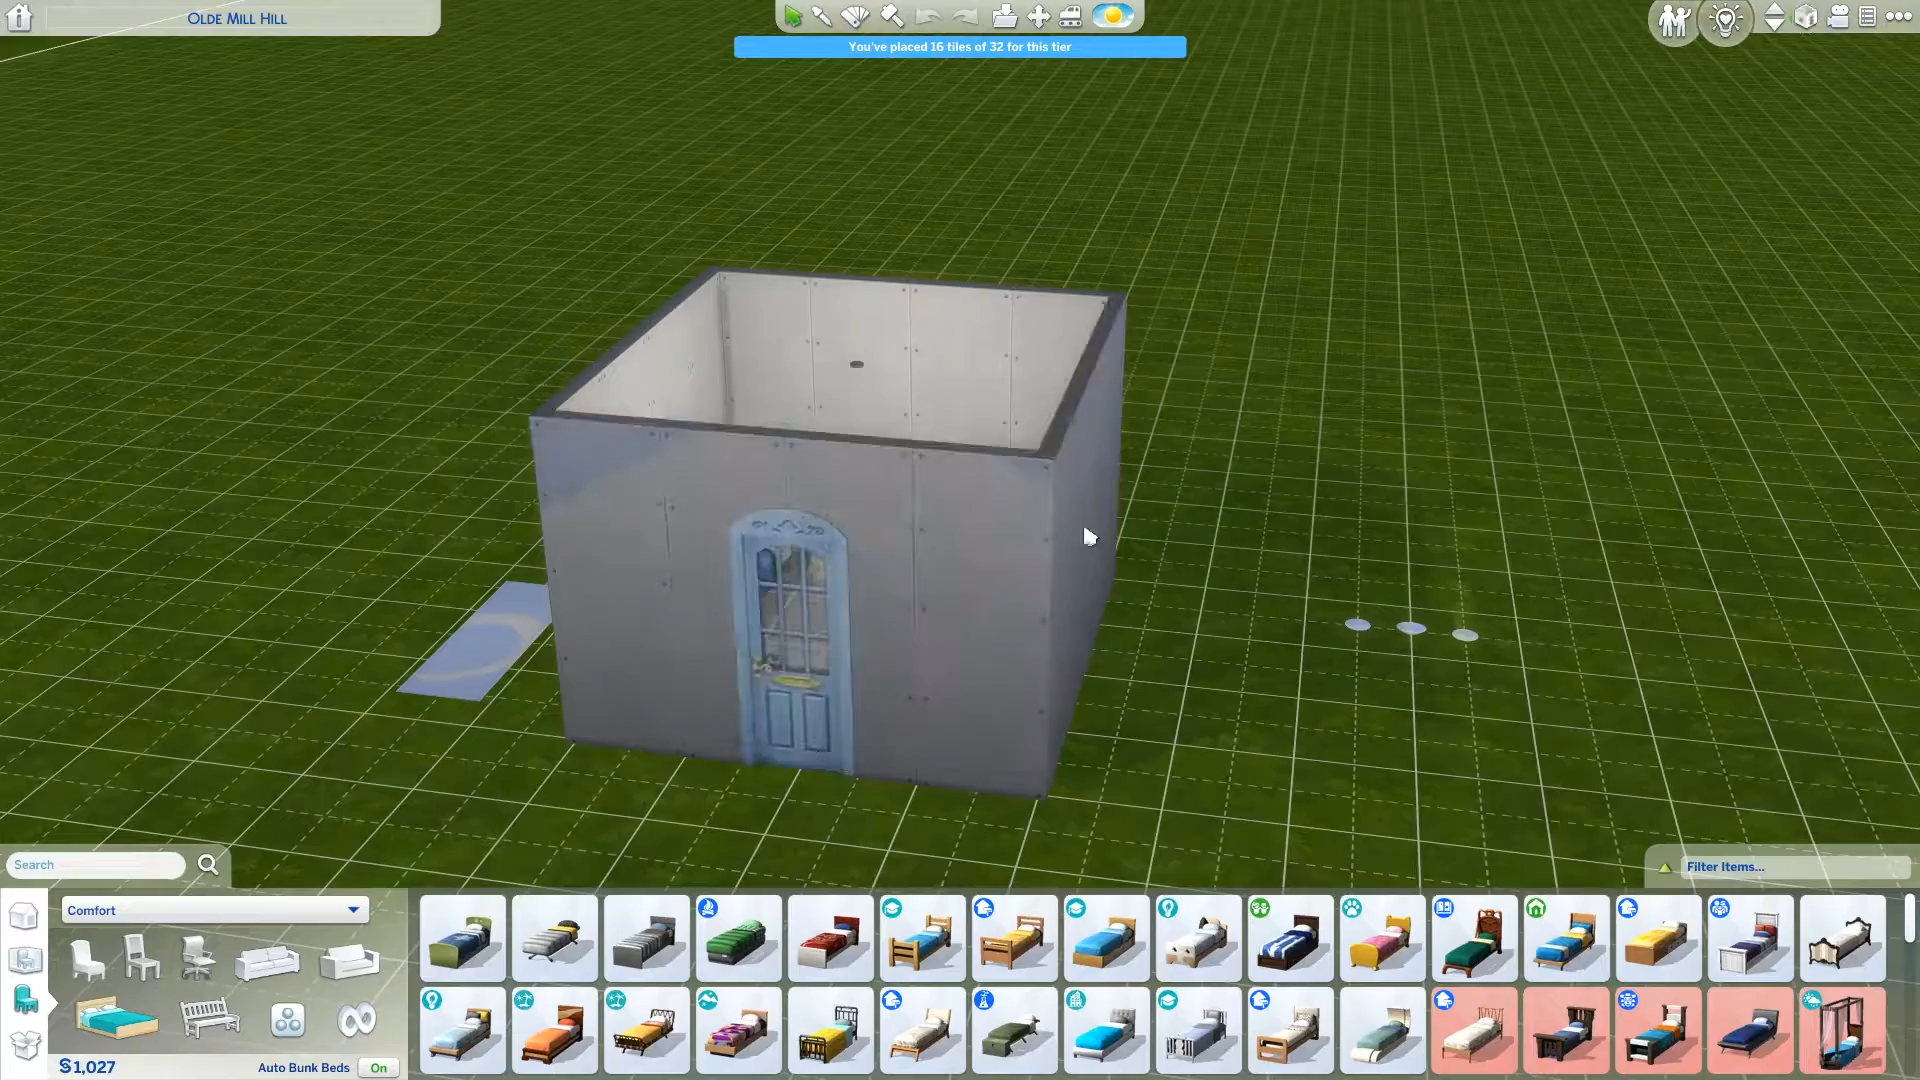 OLDE MILL HILL
You've placed 16 tiles of 32 for this tier
Search
Filter Items...
Comfort
§1,027
Auto Bunk Beds
On